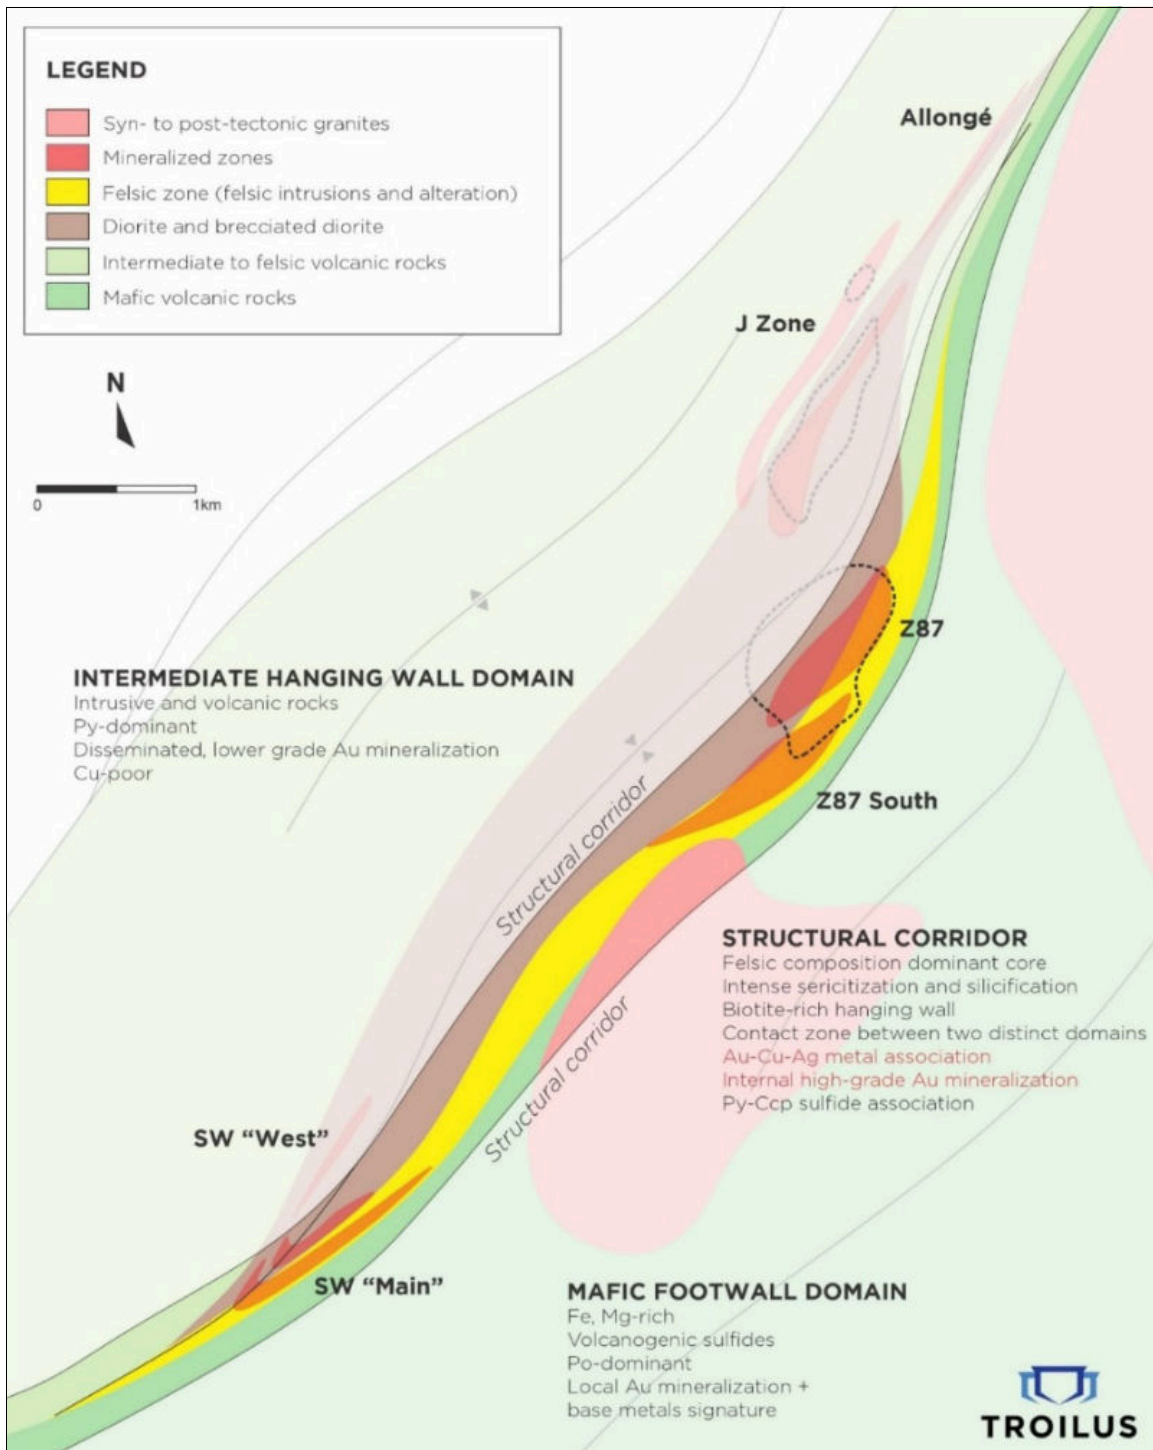 LEGEND
Syn- to post-tectonic granites
Mineralized zones
Felsic zone (felsic intrusions and alteration)
Diorite and brecciated diorite
Intermediate to felsic volcanic rocks
Mafic volcanic rocks
Allongé
J Zone
N
0 1km
Z87
INTERMEDIATE HANGING WALL DOMAIN
Intrusive and volcanic rocks
Py-dominant
Disseminated, lower grade Au mineralization
Cu-poor
Z87 South
Structural corridor
STRUCTURAL CORRIDOR
Felsic composition dominant core
Intense sericitization and silicification
Biotite-rich hanging wall
Contact zone between two distinct domains
Au-Cu-Ag metal association
Internal high-grade Au mineralization
Py-Ccp sulfide association
Structural corridor
SW “West”
SW “Main”
MAFIC FOOTWALL DOMAIN
Fe, Mg-rich
Volcanogenic sulfides
Po-dominant
Local Au mineralization +
base metals signature
TROILUS